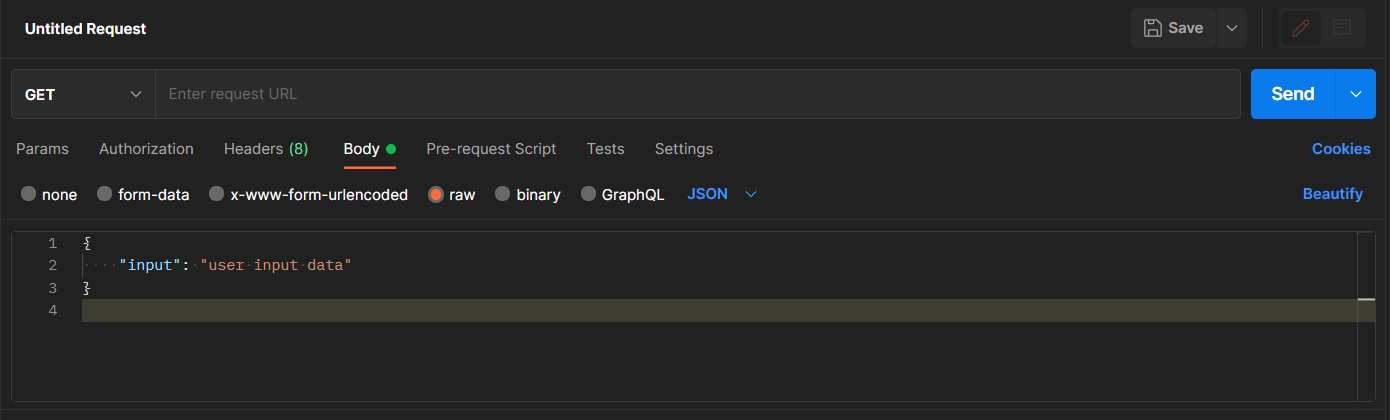 Untitled Request Save
GET Enter request URL Send
Params Authorization Headers (8) Body Pre-request Script Tests Settings Cookies
none form-data x-www-form-urlencoded raw binary GraphQL JSON Beautify
1 {
2 "input": "user input data"
3 }
4